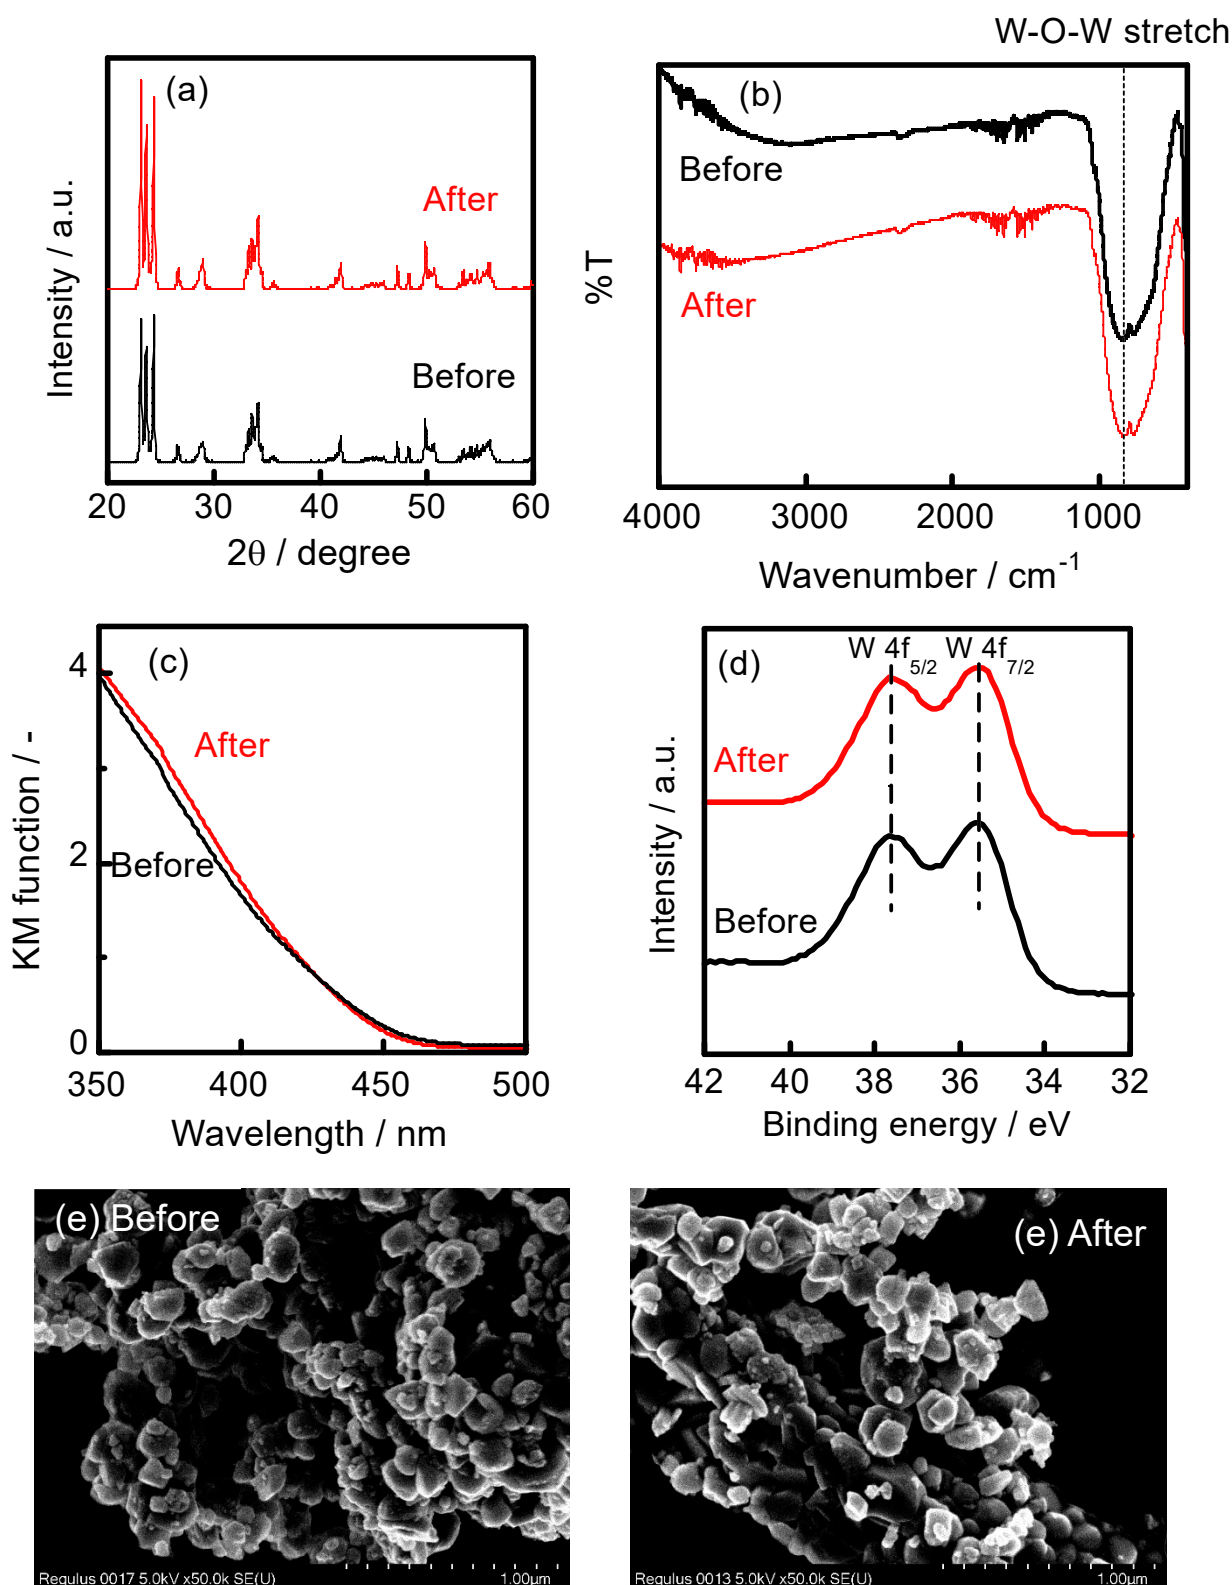 W-O-W stretch
(a)
After
Before
Intensity / a.u.
20 30 40 50 60
2θ / degree
(b)
Before
After
%T
4000 3000 2000 1000
Wavenumber / cm-1
(c)
After
Before
KM function / -
4
2
0
350 400 450 500
Wavelength / nm
(d)
W 4f5/2 W 4f7/2
After
Before
Intensity / a.u.
42 40 38 36 34 32
Binding energy / eV
(e) Before
Regulus 0017 5.0kV x50.0k SE(U) 1.00μm
(e) After
Regulus 0013 5.0kV x50.0k SE(U) 1.00μm